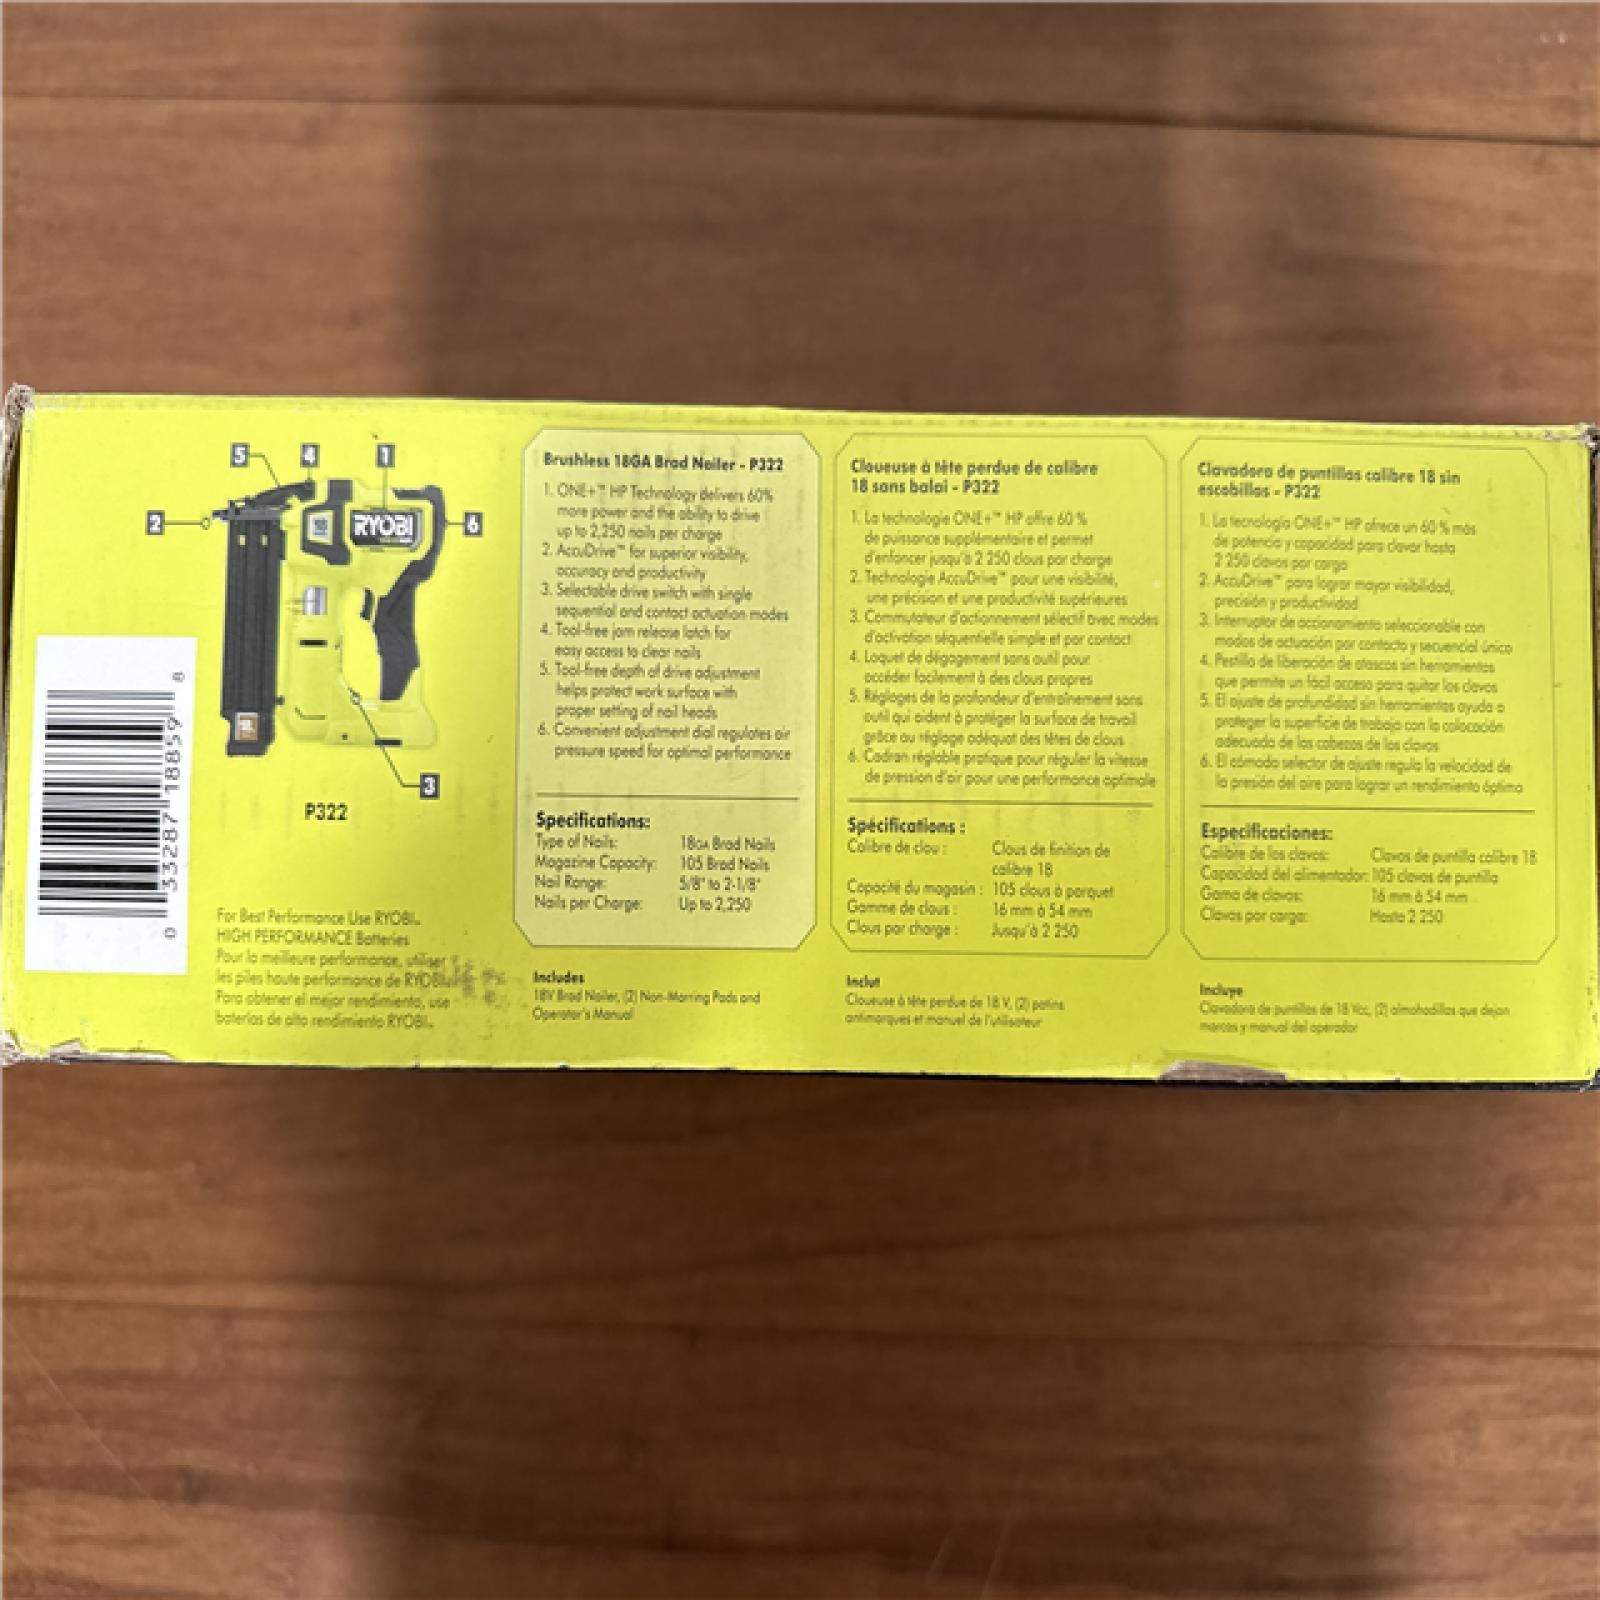 5
4
1
2
RYOBI
6
3
18
P322
0 33287 18859 8
For Best Performance Use RYOBI™
HIGH PERFORMANCE Batteries
Pour la meilleure performance, utiliser
les piles haute performance de RYOBI
Para obtener el mejor rendimiento, use
baterías de alto rendimiento RYOBI™
Brushless 18GA Brad Nailer - P322
1. ONE+™ HP Technology delivers 60%
more power and the ability to drive
up to 2,250 nails per charge
2. AccuDrive™ for superior visibility,
accuracy and productivity
3. Selectable drive switch with single
sequential and contact actuation modes
4. Tool-free jam release latch for
easy access to clear nails
5. Tool-free depth of drive adjustment
helps protect work surface with
proper setting of nail heads
6. Convenient adjustment dial regulates air
pressure speed for optimal performance
Specifications:
Type of Nails: 18GA Brad Nails
Magazine Capacity: 105 Brad Nails
Nail Range: 5/8" to 2-1/8"
Nails per Charge: Up to 2,250
Includes
18V Brad Nailer, (2) Non-Marring Pads and
Operator's Manual
Cloueuse à tête perdue de calibre
18 sans balai - P322
1. La technologie ONE+™ HP offre 60 %
de puissance supplémentaire et permet
d'enfoncer jusqu'à 2 250 clous par charge
2. Technologie AccuDrive™ pour une visibilité,
une précision et une productivité supérieures
3. Commutateur d'actionnement sélectif avec modes
d'activation séquentielle simple et par contact
4. Loquet de dégagement sans outil pour
accéder facilement à des clous propres
5. Réglages de la profondeur d'entraînement sans
outil qui aident à protéger la surface de travail
grâce au réglage adéquat des têtes de clous
6. Cadran réglable pratique pour réguler la vitesse
de pression d'air pour une performance optimale
Spécifications :
Calibre de clou : Clous de finition de
calibre 18
Capacité du magasin : 105 clous à parquet
Gamme de clous : 16 mm à 54 mm
Clous par charge : Jusqu'à 2 250
Inclut
Cloueuse à tête perdue de 18 V, (2) patins
antimarques et manuel de l'utilisateur
Clavadora de puntillas calibre 18 sin
escobillas - P322
1. La tecnología ONE+™ HP ofrece un 60 % más
de potencia y capacidad para clavar hasta
2 250 clavos por carga
2. AccuDrive™ para lograr mayor visibilidad,
precisión y productividad
3. Interruptor de accionamiento seleccionable con
modos de actuación por contacto y secuencial único
4. Pestillo de liberación de atascos sin herramientas
que permite un fácil acceso para quitar los clavos
5. El ajuste de profundidad sin herramientas ayuda a
proteger la superficie de trabajo con la colocación
adecuada de las cabezas de los clavos
6. El cómodo selector de ajuste regula la velocidad de
la presión del aire para lograr un rendimiento óptimo
Especificaciones:
Calibre de los clavos: Clavos de puntilla calibre 18
Capacidad del alimentador: 105 clavos de puntilla
Gama de clavos: 16 mm a 54 mm
Clavos por carga: Hasta 2 250
Incluye
Clavadora de puntillas de 18 Vcc, (2) almohadillas que dejan
marcas y manual del operador